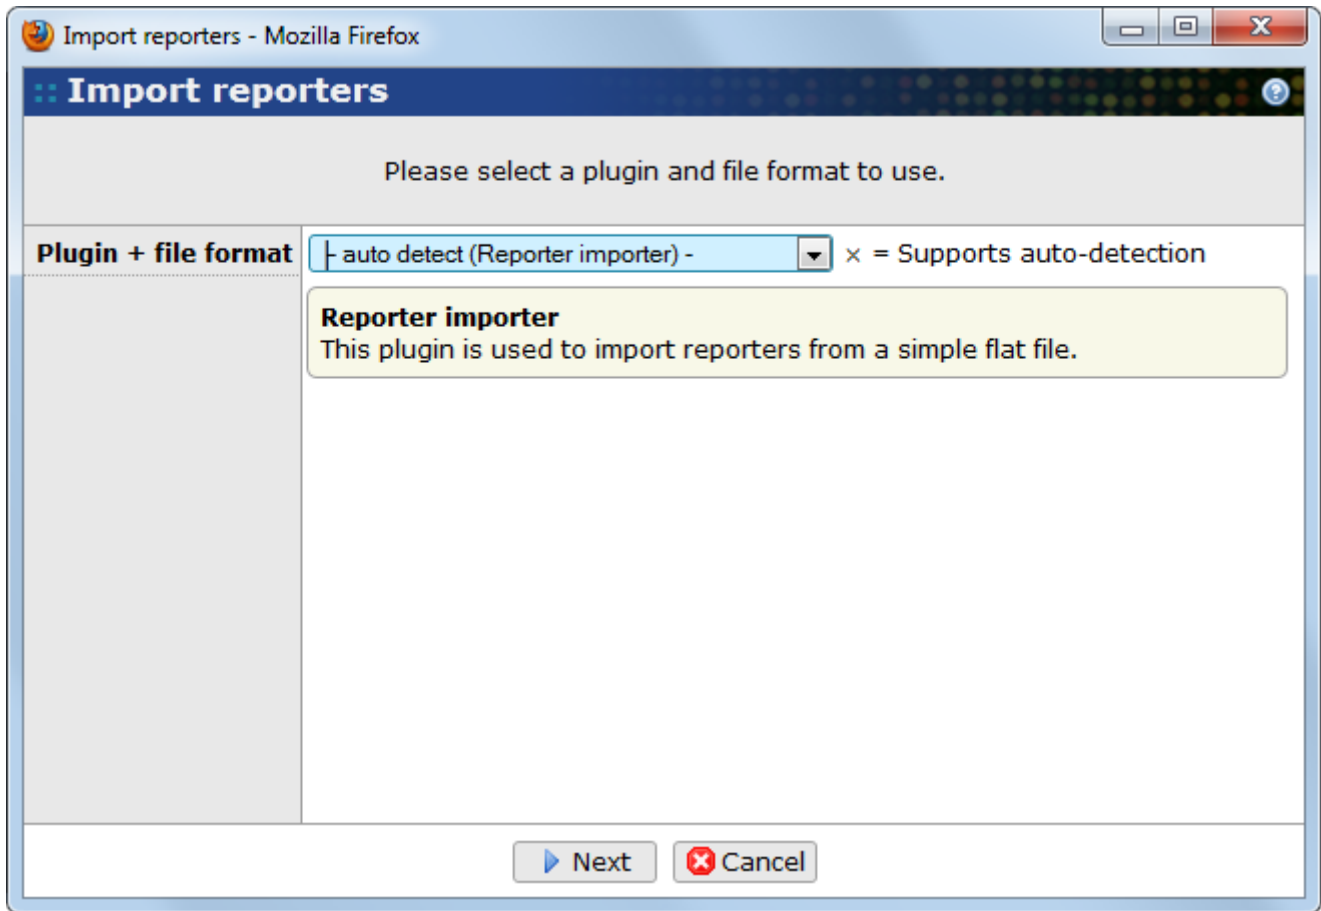 Import reporters - Mozilla Firefox
:: Import reporters
?
Please select a plugin and file format to use.
Plugin + file format
- auto detect (Reporter importer) -
× = Supports auto-detection
Reporter importer
This plugin is used to import reporters from a simple flat file.
Next
Cancel